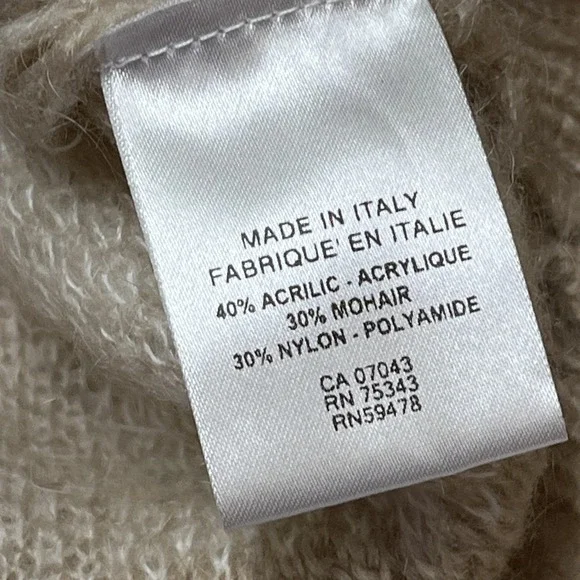 MADE IN ITALY
FABRIQUE' EN ITALIE
40% ACRILIC - ACRYLIQUE
30% MOHAIR
30% NYLON - POLYAMIDE
CA 07043
RN 75343
RN59478